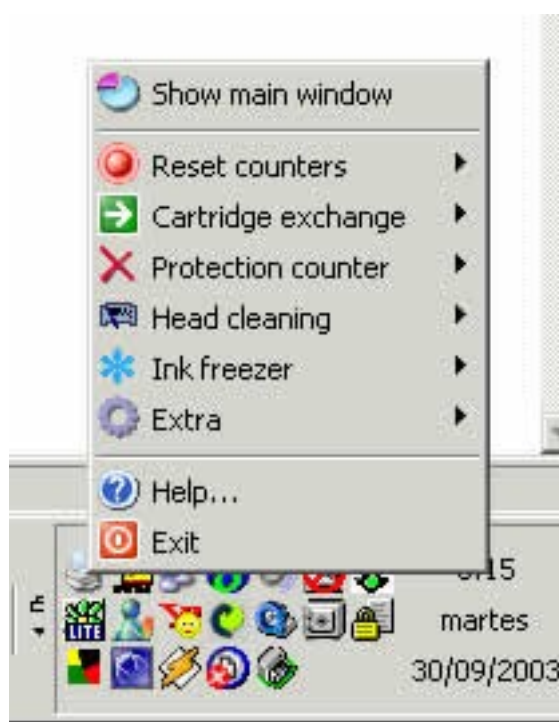 Show main window
Reset counters
Cartridge exchange
Protection counter
Head cleaning
Ink freezer
Extra
Help...
Exit
LITE
martes
30/09/2003